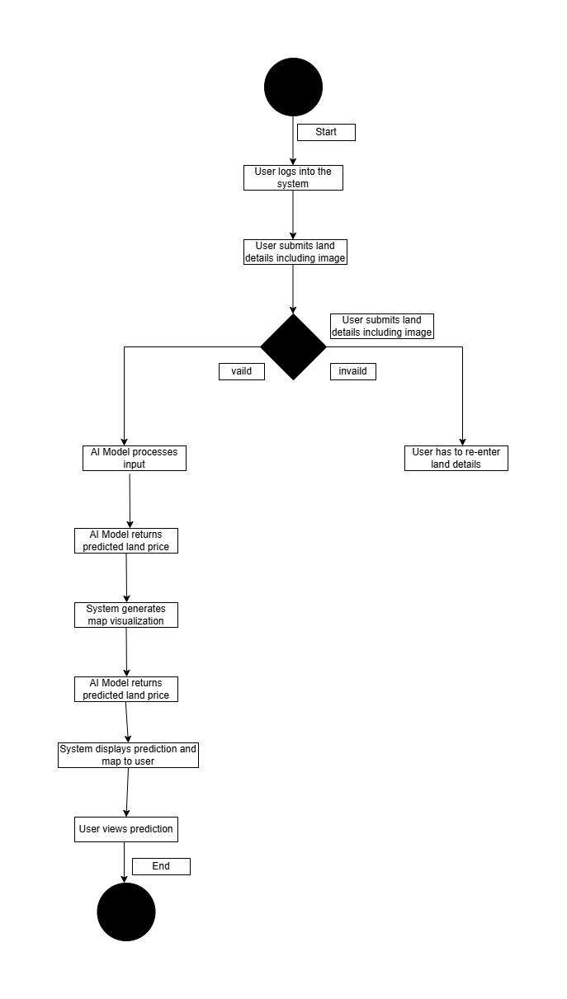 Start
User logs into the
system
User submits land
details including image
User submits land
details including image
vaild
invaild
AI Model processes
input
User has to re-enter
land details
AI Model returns
predicted land price
System generates
map visualization
AI Model returns
predicted land price
System displays prediction and
map to user
User views prediction
End